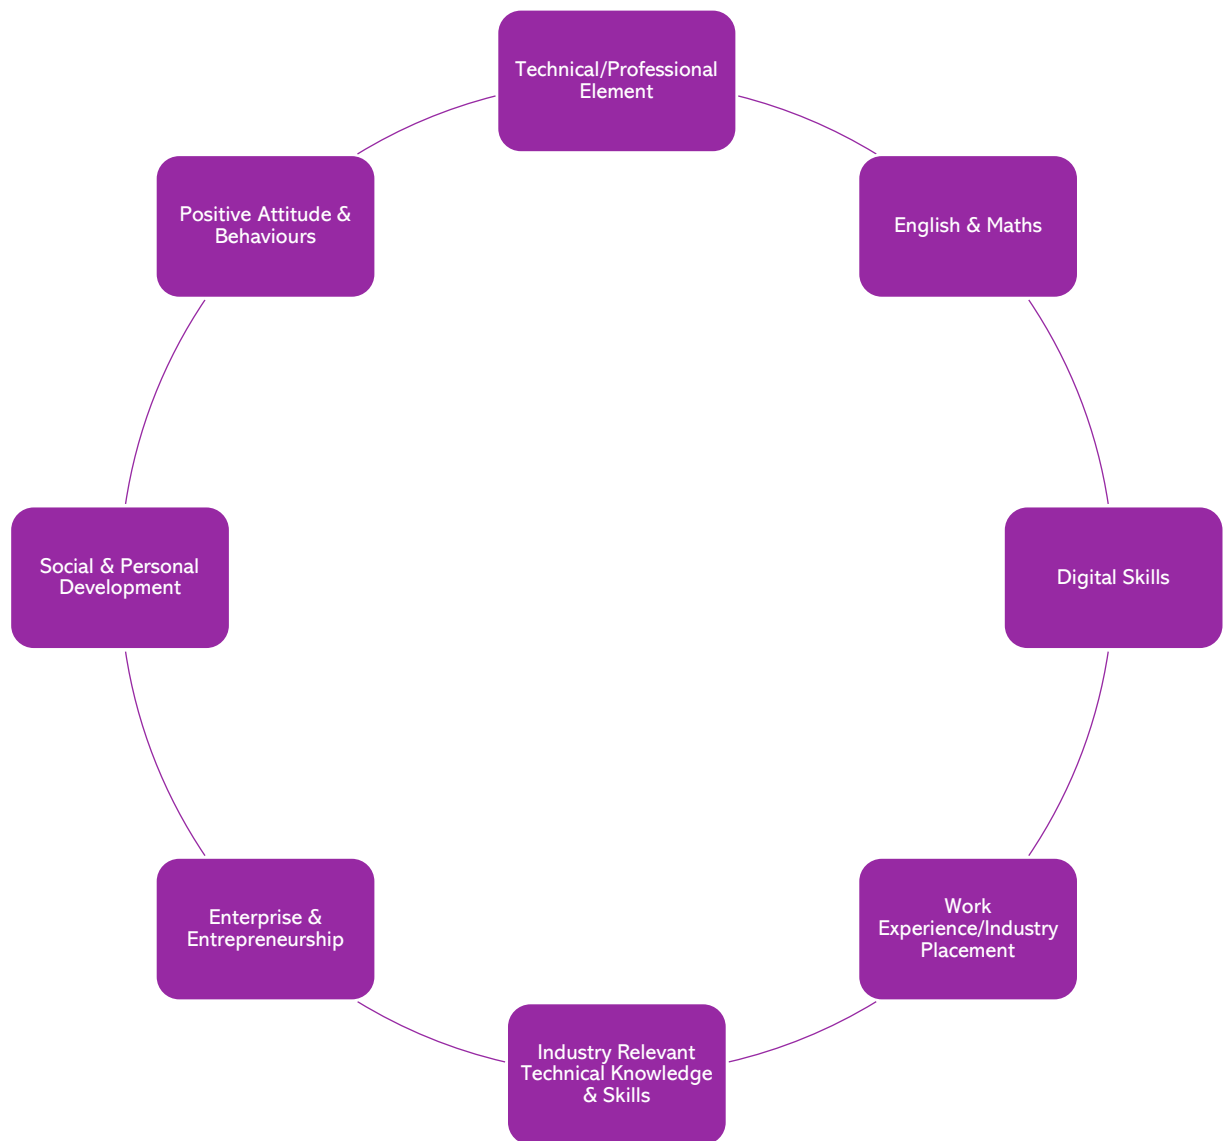 Technical/Professional
Element
English & Maths
Digital Skills
Work
Experience/Industry
Placement
Industry Relevant
Technical Knowledge
& Skills
Enterprise &
Entrepreneurship
Social & Personal
Development
Positive Attitude &
Behaviours